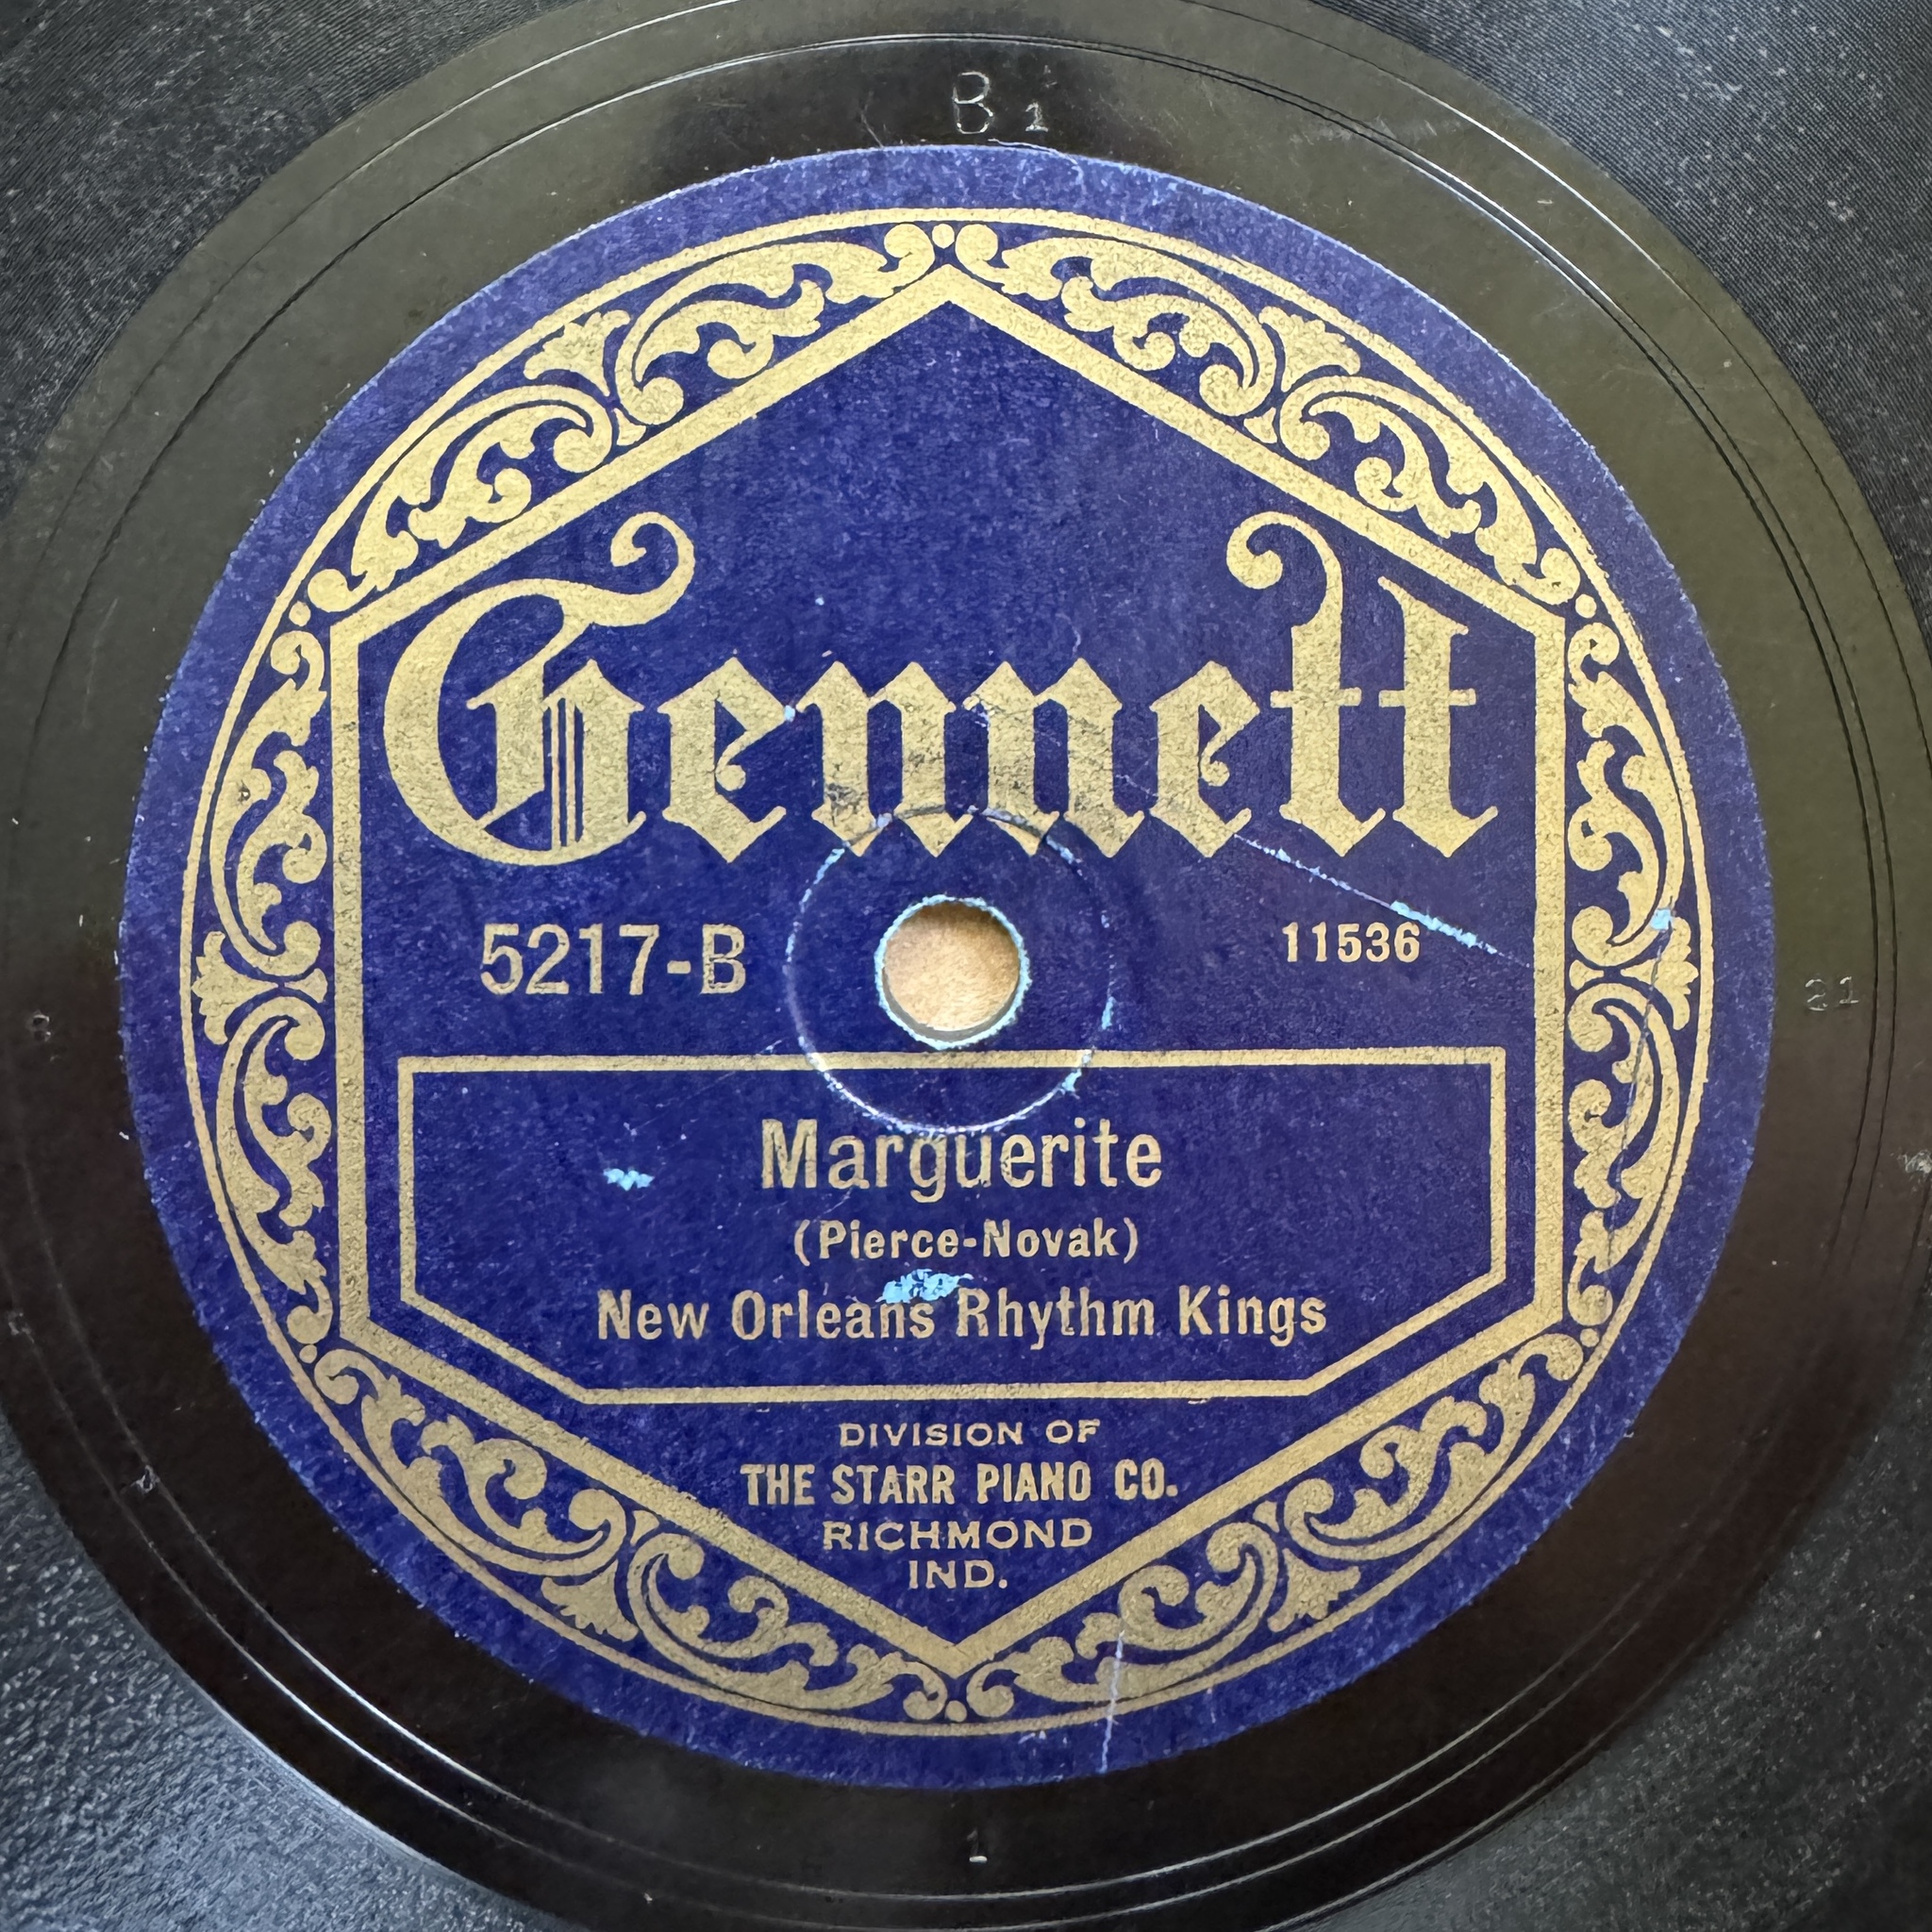 B1
Gennett
5217-B 11536
21
Marguerite
(Pierce-Novak)
New Orleans Rhythm Kings
DIVISION OF
THE STARR PIANO CO.
RICHMOND
IND.
1